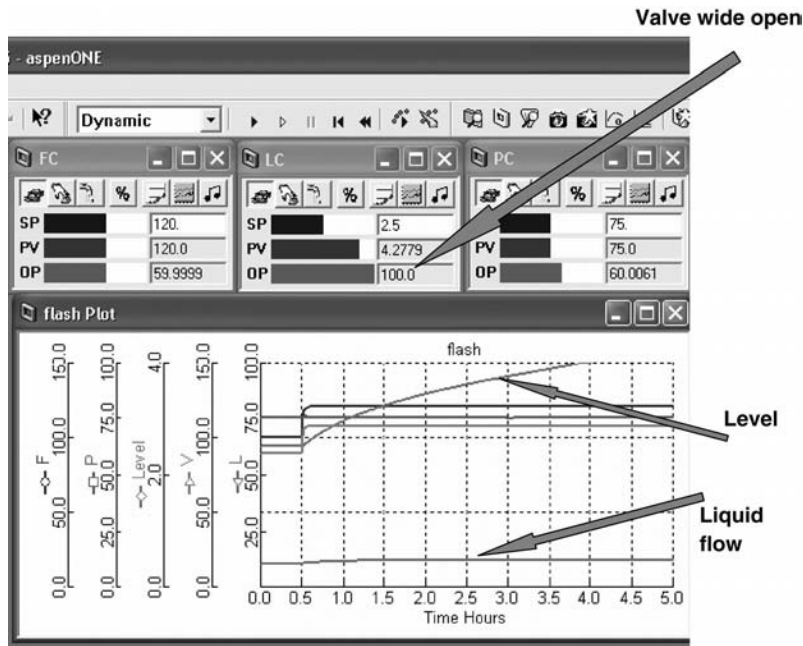 Valve wide open
- aspenONE
Dynamic
FC
LC
PC
%
%
%
SP 120.
SP 2.5
SP 75.
PV 120.0
PV 4.2779
PV 75.0
OP 59.9999
OP 100.0
OP 60.0061
flash Plot
flash
150.0
100.0
4.0
150.0
100.0
F
100.0
50.0
0.0
P
75.0
50.0
25.0
0.0
Level
2.0
0.0
V
100.0
50.0
0.0
L
75.0
50.0
25.0
0.0
Level
Liquid
flow
0.0 0.5 1.0 1.5 2.0 2.5 3.0 3.5 4.0 4.5 5.0
Time Hours